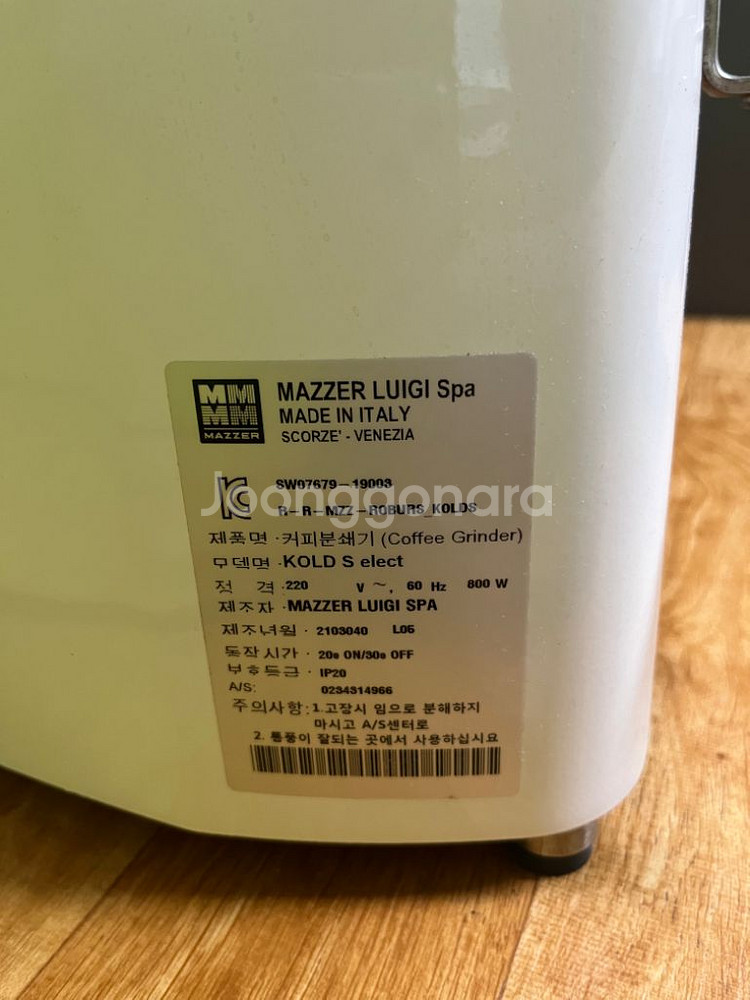 MAZZER
MAZZER LUIGI Spa
MADE IN ITALY
SCORZE' - VENEZIA
SW07679-19003
R-R-MZZ-ROBURS_KOLDS
Joonggonara
제품명 · 커피분쇄기 (Coffee Grinder)
모델명 · KOLD S elect
정 격 · 220 V ~, 60 Hz 800 W
제조자 · MAZZER LUIGI SPA
제조년월 · 2103040 L05
동작시간 · 20s ON/30s OFF
보호등급 · IP20
A/S: 0234314966
주의사항: 1.고장시 임으로 분해하지
마시고 A/S센터로
2. 통풍이 잘되는 곳에서 사용하십시요